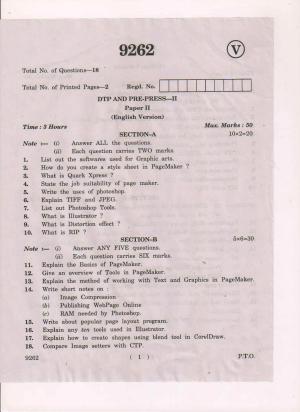 9262
V
Total No. of Questions—18
Total No. of Printed Pages—2 Regd. No.
DTP AND PRE-PRESS—II
Paper II
(English Version)
Time : 3 Hours Max. Marks : 50
SECTION-A 10×2=20
Note :— (i) Answer ALL the questions.
(ii) Each question carries TWO marks.
1. List out the softwares used for Graphic arts.
2. How do you create a style sheet in PageMaker ?
3. What is Quark Xpress ?
4. State the job suitability of page maker.
5. Write the uses of photoshop.
6. Explain TIFF and JPEG.
7. List out Photoshop Tools.
8. What is Illustrator ?
9. What is Distortion effect ?
10. What is RIP ?
SECTION-B 5×6=30
Note :— (i) Answer ANY FIVE questions.
(ii) Each question carries SIX marks.
11. Explain the Basics of PageMaker.
12. Give an overview of Tools in PageMaker.
13. Explain the method of working with Text and Graphics in PageMaker.
14. Write short notes on :
(a) Image Compression
(b) Publishing WebPage Online
(c) RAM needed by Photoshop.
15. Write about popular page layout program.
16. Explain any ten tools used in Illustrator.
17. Explain how to create shapes using blend tool in CorelDraw.
18. Compare Image setters with CTP.
9262 ( 1 ) P.T.O.